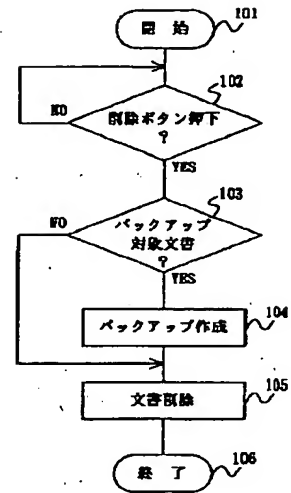 開 始
101
102
NO
削除ボタン押下
?
YES
103
NO
バックアップ
対象文書
?
YES
バックアップ作成
104
文書削除
105
終 了
106